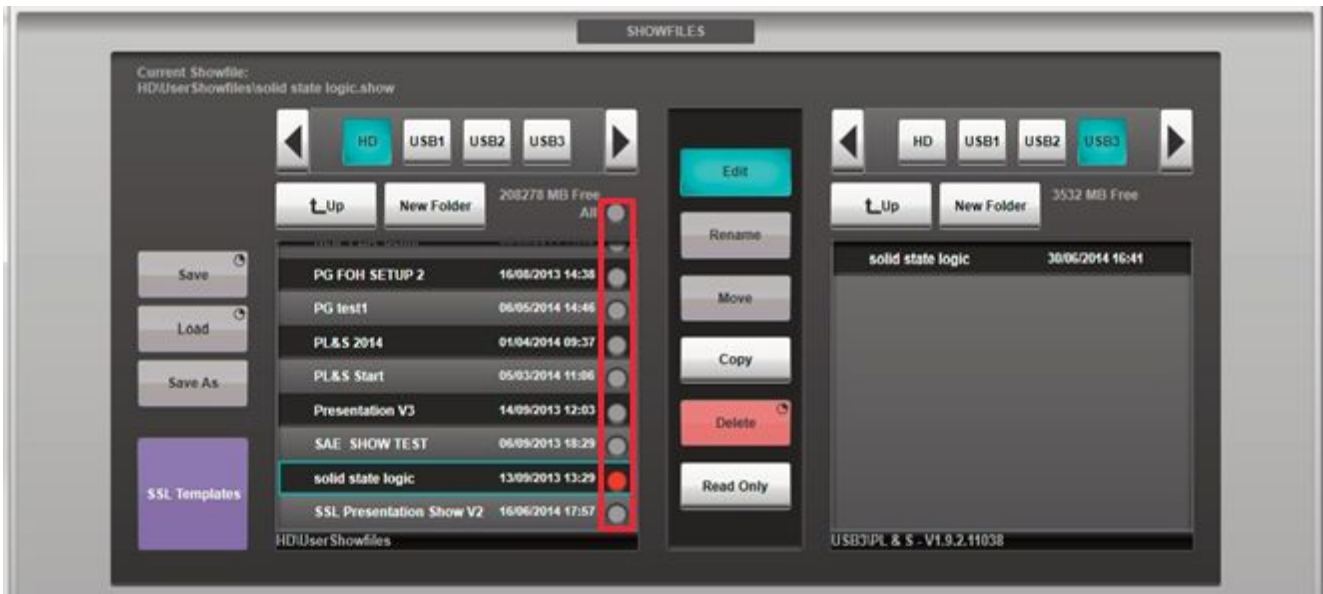 SHOWFILES
Current Showfile:
HD\UserShowfiles\solid state logic.show
HD USB1 USB2 USB3
Up New Folder 208278 MB Free
All
PG FOH SETUP 2 16/08/2013 14:38
PG test1 06/05/2014 14:46
PL&S 2014 01/04/2014 09:37
PL&S Start 05/03/2014 11:06
Presentation V3 14/09/2013 12:03
SAE SHOW TEST 06/09/2013 18:29
solid state logic 13/09/2013 13:29
SSL Presentation Show V2 16/06/2014 17:57
HD\UserShowfiles
Save
Load
Save As
SSL Templates
Edit
Rename
Move
Copy
Delete
Read Only
HD USB1 USB2 USB3
Up New Folder 3532 MB Free
solid state logic 30/06/2014 16:41
USB3\PL & S - V1.9.2.11038